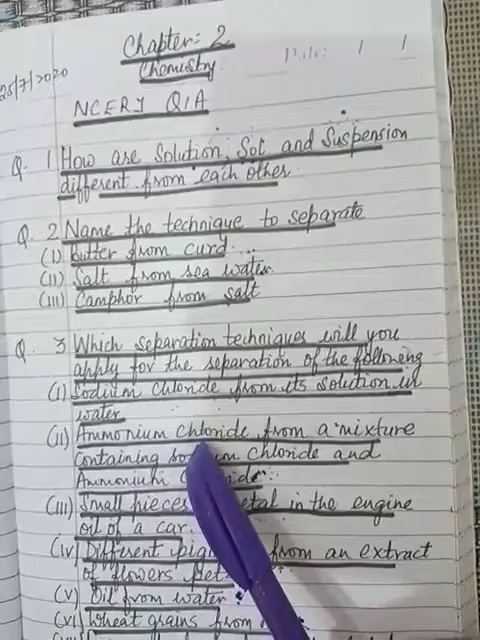 Chapter: 2
Chemistry
25/7/2020
NCERT Q1A
Q. 1 How are Solution, Sol and Suspension
different from each other.
Q. 2 Name the technique to separate
(i) Butter from curd...
(ii) Salt from sea water
(iii) Camphor from salt
Q. 3 Which separation techniques will you
apply for the separation of the following
(i) Sodium chloride from its solution in
water
(ii) Ammonium chloride from a mixture
containing chloride and
Ammonium
(iii) Small pieces metal in the engine
oil of a car.
(iv) Different from an extract
of flowers
(v) Oil from water
(vi) Wheat grains from